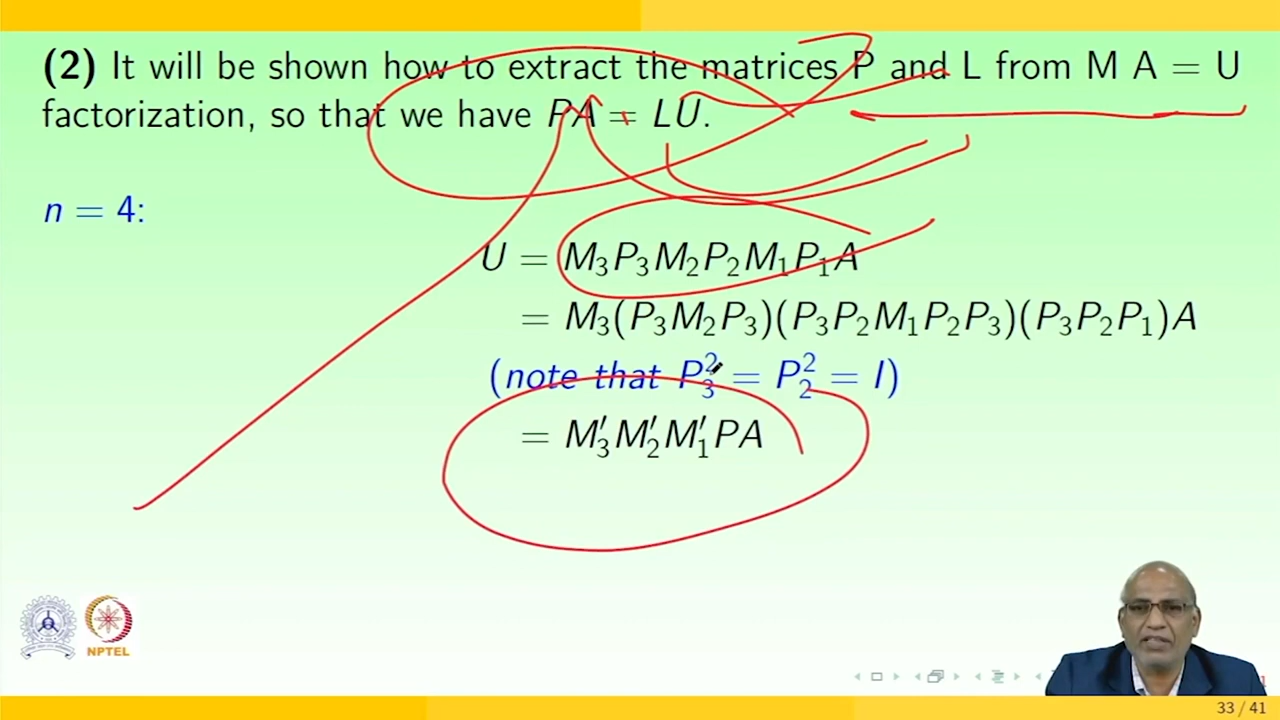 (2) It will be shown how to extract the matrices P and L from M A = U
factorization, so that we have PA = LU.
n = 4:
U = M₃P₃M₂P₂M₁P₁A
= M₃(P₃M₂P₃)(P₃P₂M₁P₂P₃)(P₃P₂P₁)A
(note that P₃² = P₂² = I)
= M₃′M₂′M₁′PA
NPTEL
33 / 41